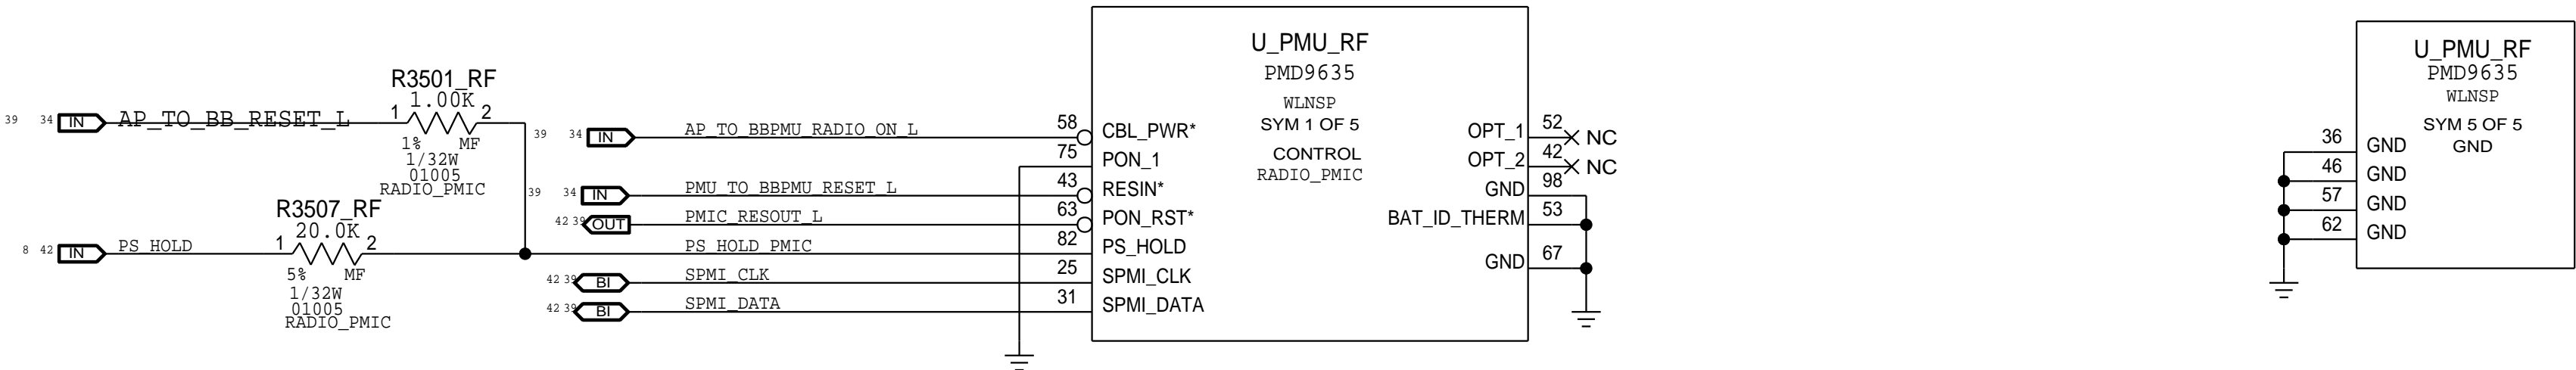 39 34 IN AP_TO_BB_RESET_L
R3501_RF
1.00K
1 2
1% MF
1/32W
01005
RADIO_PMIC
8 42 IN PS_HOLD
R3507_RF
20.0K
1 2
5% MF
1/32W
01005
RADIO_PMIC
39 34 IN AP_TO_BBPMU_RADIO_ON_L 58 CBL_PWR*
75 PON_1
39 34 IN PMU_TO_BBPMU_RESET_L 43 RESIN*
42 39 OUT PMIC_RESOUT_L 63 PON_RST*
PS_HOLD_PMIC 82 PS_HOLD
42 39 BI SPMI_CLK 25 SPMI_CLK
42 39 BI SPMI_DATA 31 SPMI_DATA
U_PMU_RF
PMD9635
WLNSP
SYM 1 OF 5
CONTROL
RADIO_PMIC
OPT_1 52 NC
OPT_2 42 NC
GND 98
BAT_ID_THERM 53
GND 67
U_PMU_RF
PMD9635
WLNSP
SYM 5 OF 5
GND
36 GND
46 GND
57 GND
62 GND